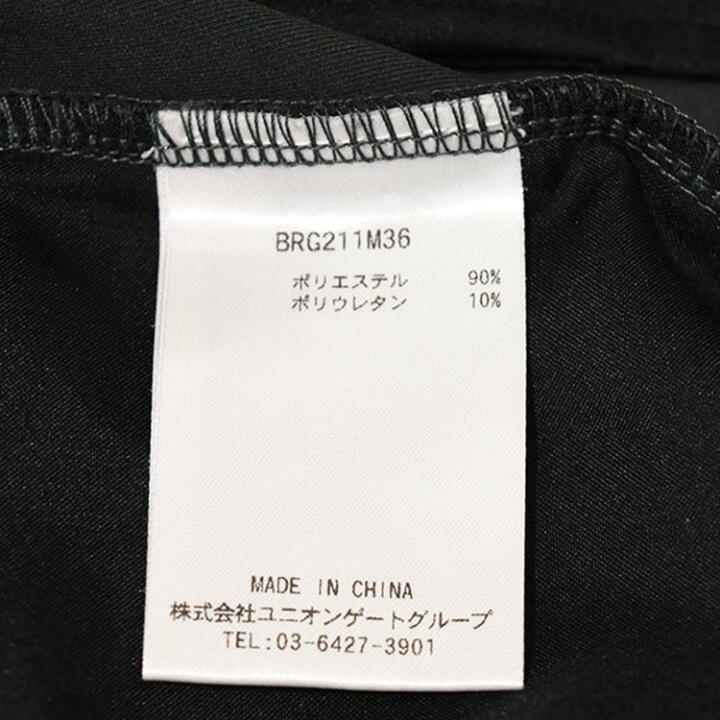 BRG211M36
ポリエステル 90%
ポリウレタン 10%
MADE IN CHINA
株式会社ユニオンゲートグループ
TEL:03-6427-3901